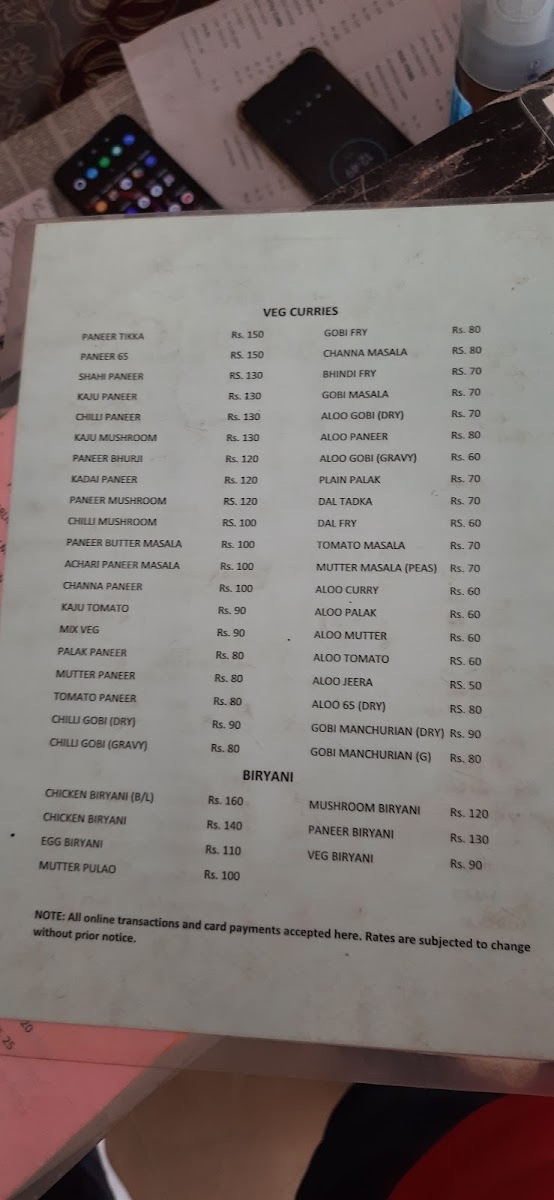 VEG CURRIES
PANEER TIKKA Rs. 150
PANEER 65 RS. 150
SHAHI PANEER RS. 130
KAJU PANEER Rs. 130
CHILLI PANEER Rs. 130
KAJU MUSHROOM Rs. 130
PANEER BHURJI Rs. 120
KADAI PANEER Rs. 120
PANEER MUSHROOM RS. 120
CHILLI MUSHROOM RS. 100
PANEER BUTTER MASALA Rs. 100
ACHARI PANEER MASALA Rs. 100
CHANNA PANEER Rs. 100
KAJU TOMATO Rs. 90
MIX VEG Rs. 90
PALAK PANEER Rs. 80
MUTTER PANEER Rs. 80
TOMATO PANEER Rs. 80
CHILLI GOBI (DRY) Rs. 90
CHILLI GOBI (GRAVY) Rs. 80
GOBI FRY Rs. 80
CHANNA MASALA RS. 80
BHINDI FRY RS. 70
GOBI MASALA Rs. 70
ALOO GOBI (DRY) Rs. 70
ALOO PANEER Rs. 80
ALOO GOBI (GRAVY) Rs. 60
PLAIN PALAK Rs. 70
DAL TADKA Rs. 70
DAL FRY RS. 60
TOMATO MASALA Rs. 70
MUTTER MASALA (PEAS) Rs. 70
ALOO CURRY Rs. 60
ALOO PALAK Rs. 60
ALOO MUTTER Rs. 60
ALOO TOMATO RS. 60
ALOO JEERA RS. 50
ALOO 65 (DRY) RS. 80
GOBI MANCHURIAN (DRY) Rs. 90
GOBI MANCHURIAN (G) Rs. 80
BIRYANI
CHICKEN BIRYANI (B/L) Rs. 160
CHICKEN BIRYANI Rs. 140
EGG BIRYANI Rs. 110
MUTTER PULAO Rs. 100
MUSHROOM BIRYANI Rs. 120
PANEER BIRYANI Rs. 130
VEG BIRYANI Rs. 90
NOTE: All online transactions and card payments accepted here. Rates are subjected to change
without prior notice.
20
25